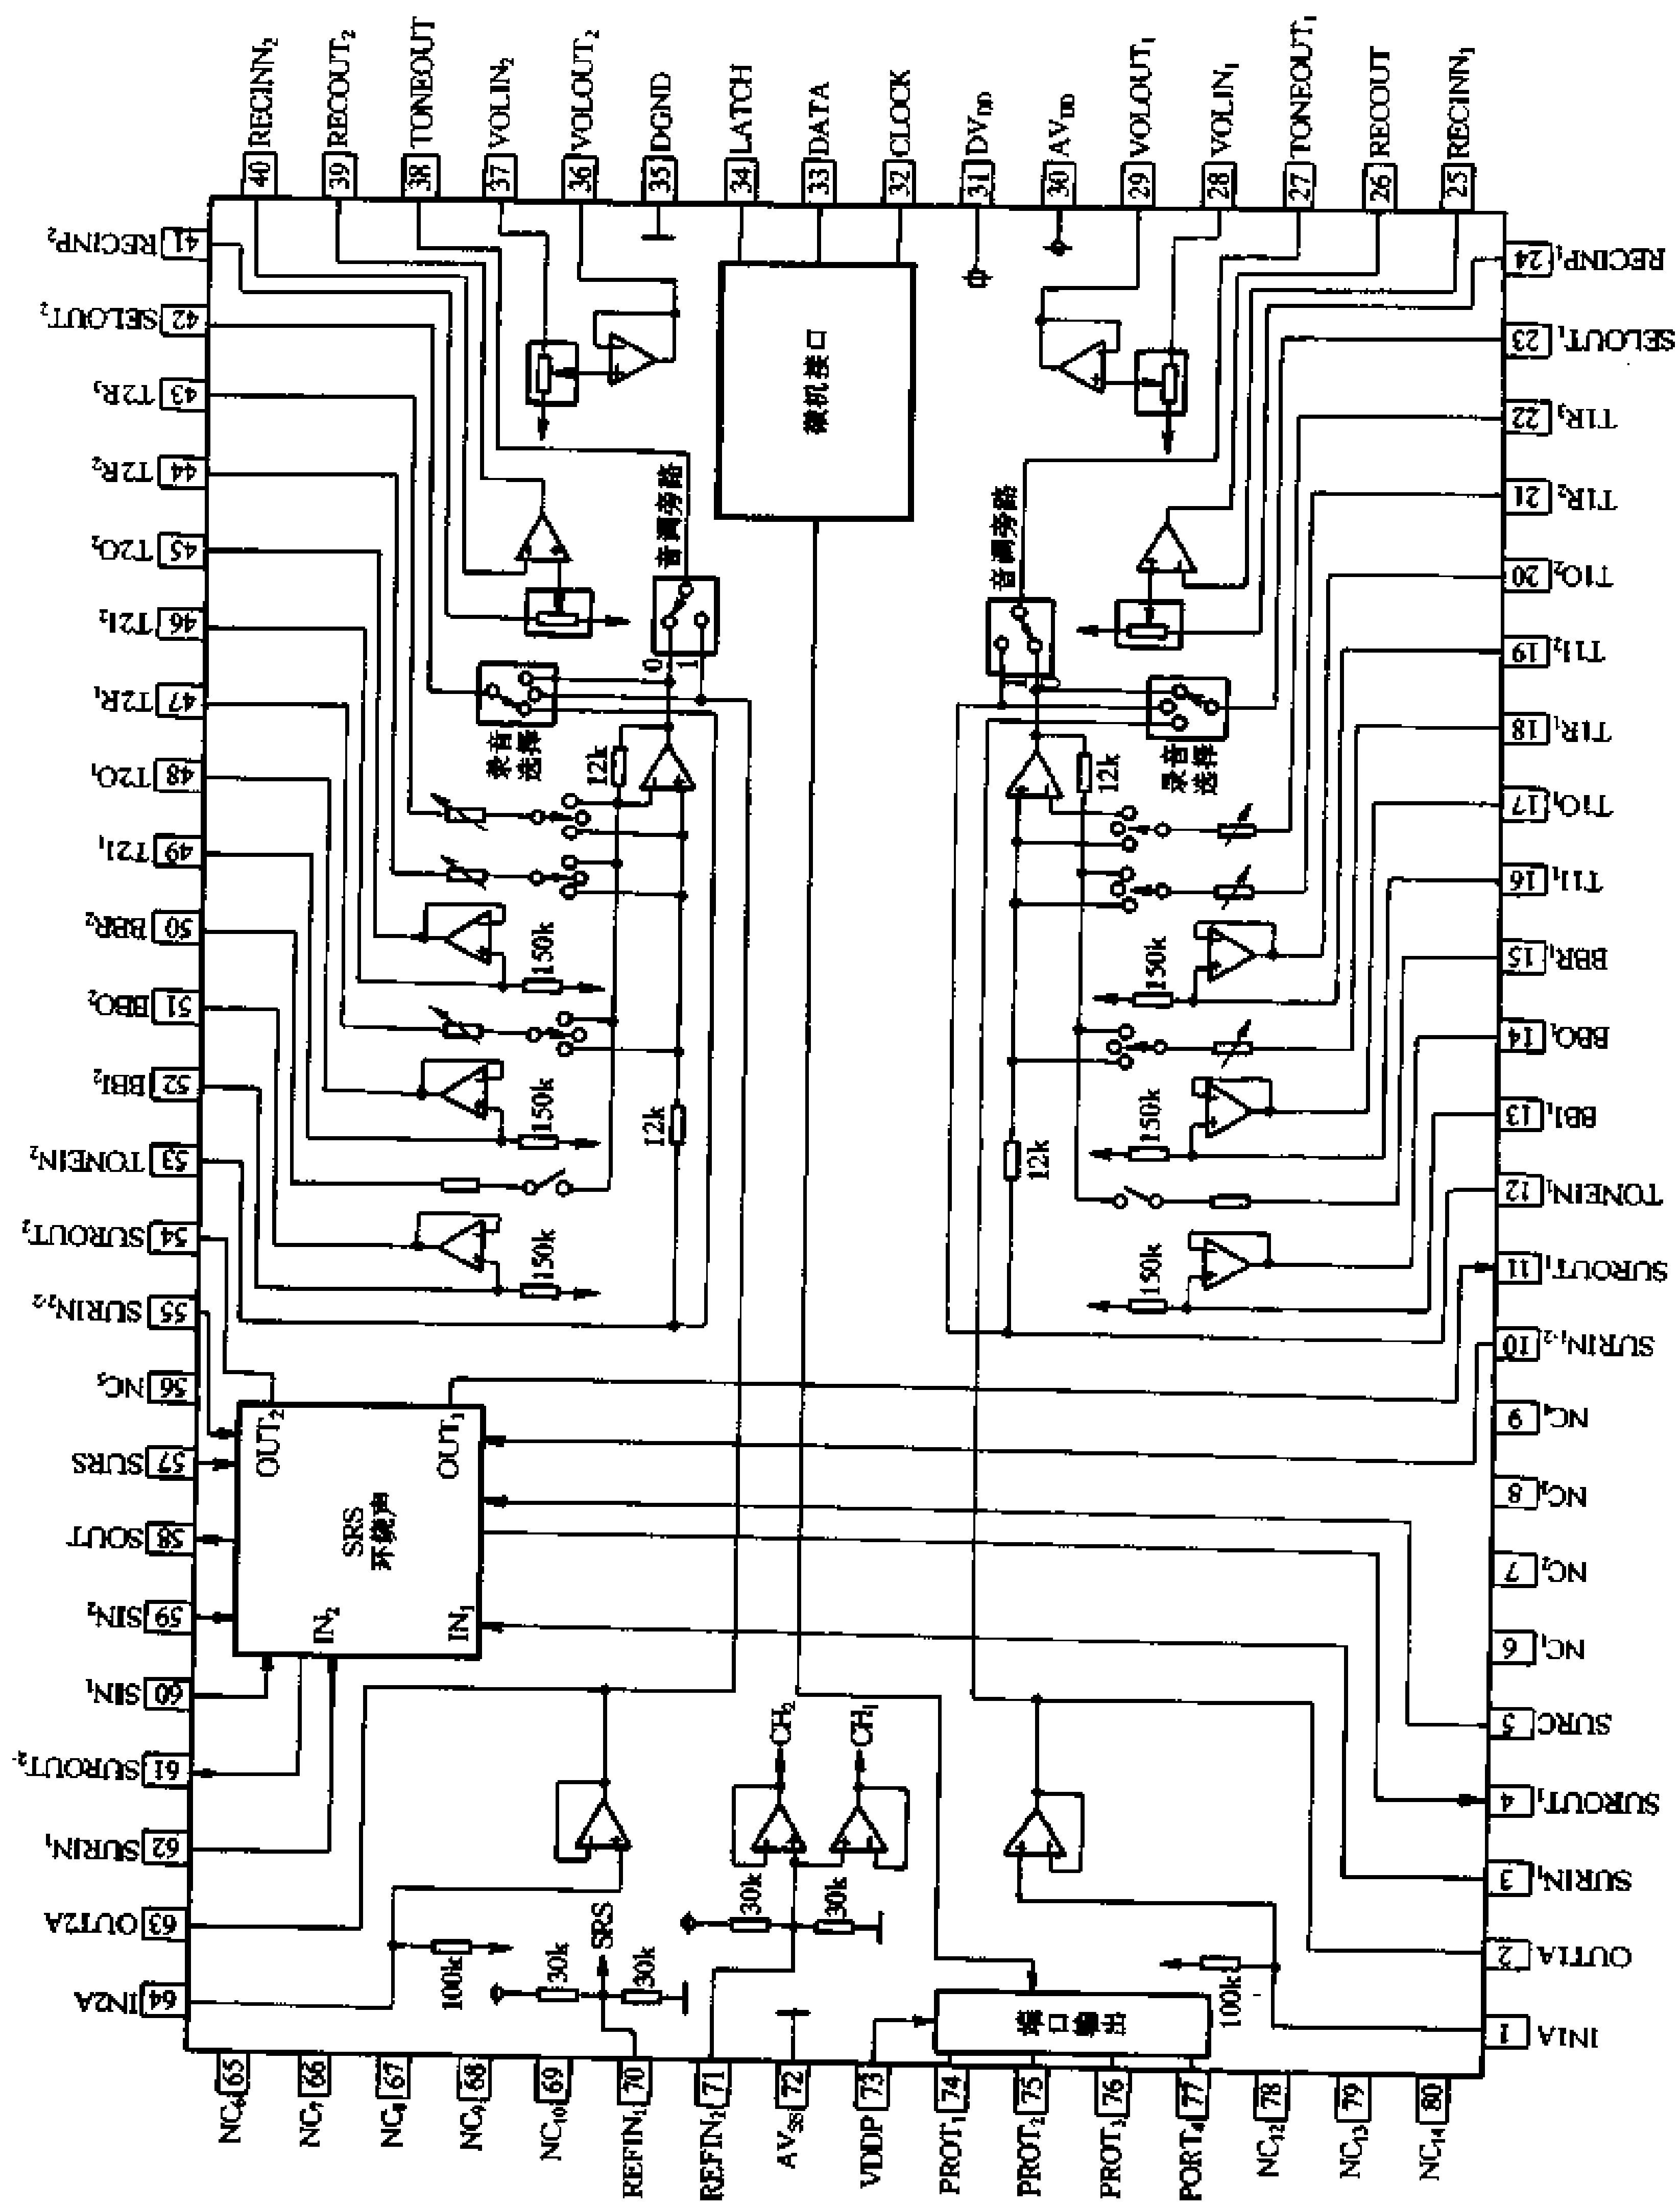 40 RECINN₂
39 RECOUT₂
38 TONEOUT
37 VOLIN₂
36 VOLOUT₂
35 DGND
34 LATCH
33 DATA
32 CLOCK
31 DV_DD
30 AV_DD
29 VOLOUT₁
28 VOLIN₁
27 TONEOUT₁
26 RECOUT
25 RECINN₁
41 RECINP₂
42 SELOUT₂
43 T2R₃
44 T2R₂
45 T2O₂
46 T2I₂
47 T2R₁
48 T2O₁
49 T2I₁
50 BBR₂
51 BBO₂
52 BBI₂
53 TONEIN₂
54 SUROUT₂
55 SURIN₂₋₂
56 NC₅
57 SURS
58 SOUT
59 SIN₂
60 SIN₁
61 SUROUT₂
62 SURIN₁
63 OUT2A
64 IN2A
24 RECINP₁
23 SELOUT₁
22 T1R₃
21 T1R₂
20 T1O₂
19 T1I₂
18 T1R₁
17 T1O₁
16 T1I₁
15 BBR₁
14 BBO₁
13 BBI₁
12 TONEIN₁
11 SUROUT₁
10 SURIN₁₋₂
9 NC₄
8 NC₃
7 NC₂
6 NC₁
5 SURC
4 SUROUT₁
3 SURIN₁
2 OUT1A
1 IN1A
NC₆ 65
NC₇ 66
NC₈ 67
NC₉ 68
NC₁₀ 69
REFIN₁ 70
REFIN₂ 71
AV_SS 72
VDDP 73
PROT₁ 74
PROT₂ 75
PROT₃ 76
PORT₄ 77
NC₁₂ 78
NC₁₃ 79
NC₁₄ 80
微机接口
音调旁路
音调旁路
0
1
1
录音
选择
录音
选择
12k
12k
150k
150k
150k
12k
150k
150k
150k
12k
OUT₂
OUT₁
SRS
环绕声
IN₂
IN₁
CH₂
CH₁
100k
30k
SRS
30k
30k
30k
端口输出
100k